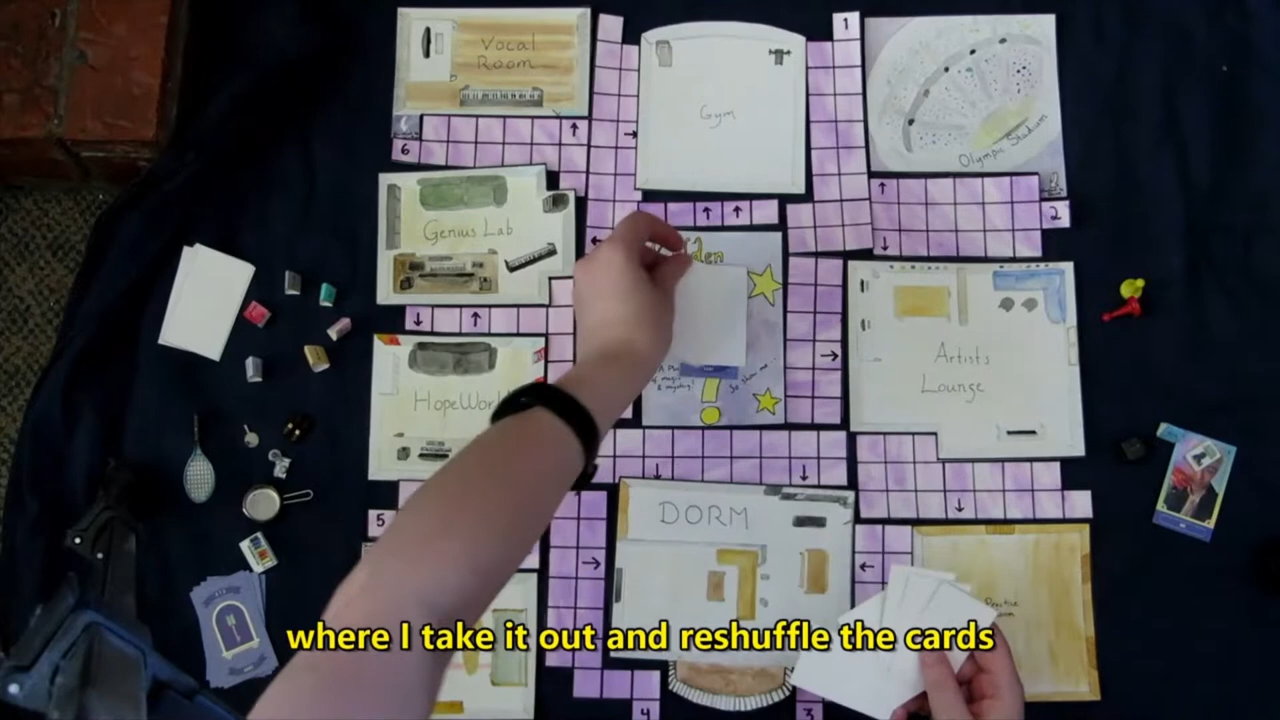 1
Vocal
Room
Gym
Olympic Stadium
6
2
Genius Lab
Artists
Lounge
HopeWorl
5
DORM
where I take it out and reshuffle the cards
4
3